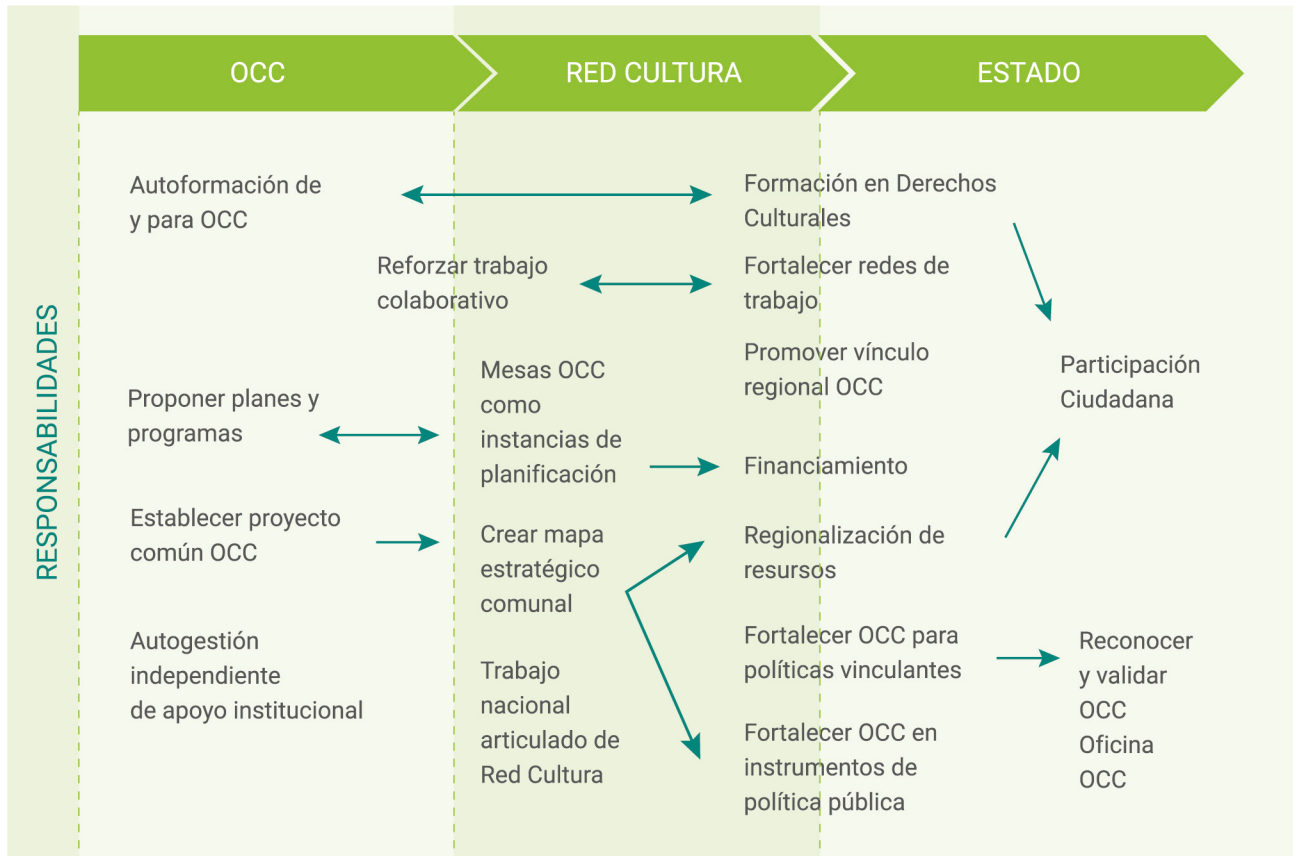 OCC
RED CULTURA
ESTADO
RESPONSABILIDADES
Autoformación de
y para OCC
Formación en Derechos
Culturales
Reforzar trabajo
colaborativo
Fortalecer redes de
trabajo
Proponer planes y
programas
Mesas OCC
como
instancias de
planificación
Promover vínculo
regional OCC
Participación
Ciudadana
Financiamiento
Establecer proyecto
común OCC
Crear mapa
estratégico
comunal
Regionalización de
resursos
Autogestión
independiente
de apoyo institucional
Trabajo
nacional
articulado de
Red Cultura
Fortalecer OCC para
políticas vinculantes
Reconocer
y validar
OCC
Oficina
OCC
Fortalecer OCC en
instrumentos de
política pública